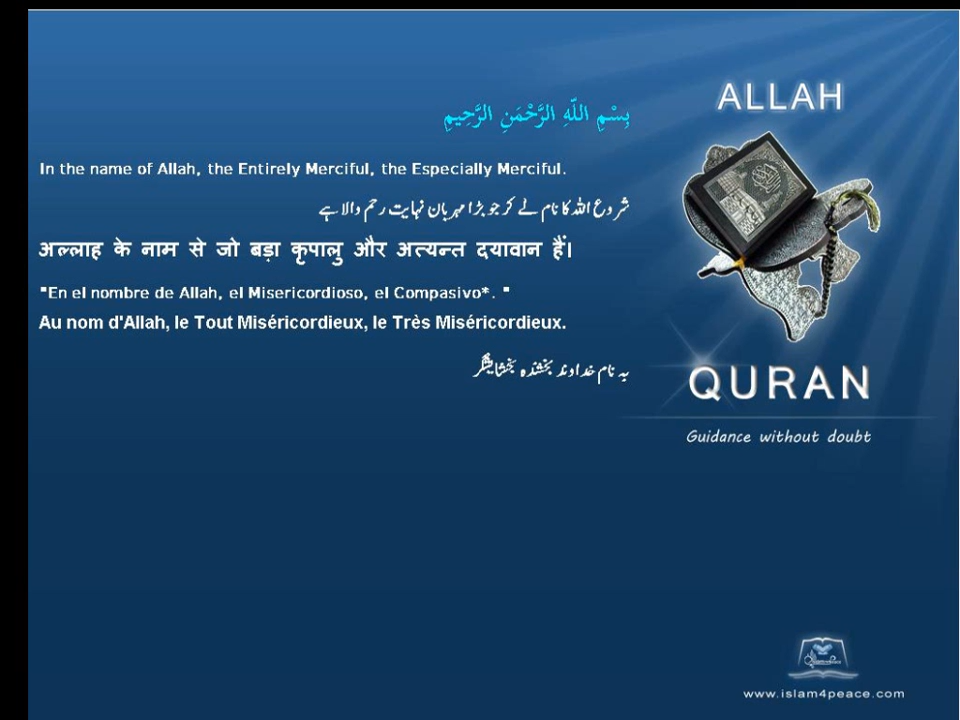 بِسْمِ اللّهِ الرَّحْمَنِ الرَّحِيمِ
In the name of Allah, the Entirely Merciful, the Especially Merciful.
شروع اللہ کا نام لے کر جو بڑا مہربان نہایت رحم والا ہے
अल्लाह के नाम से जो बड़ा कृपालु और अत्यन्त दयावान हैं।
"En el nombre de Allah, el Misericordioso, el Compasivo*. "
Au nom d'Allah, le Tout Miséricordieux, le Très Miséricordieux.
به نام خداوند بخشنده بخشایشگر
ALLAH
QURAN
Guidance without doubt
www.islam4peace.com